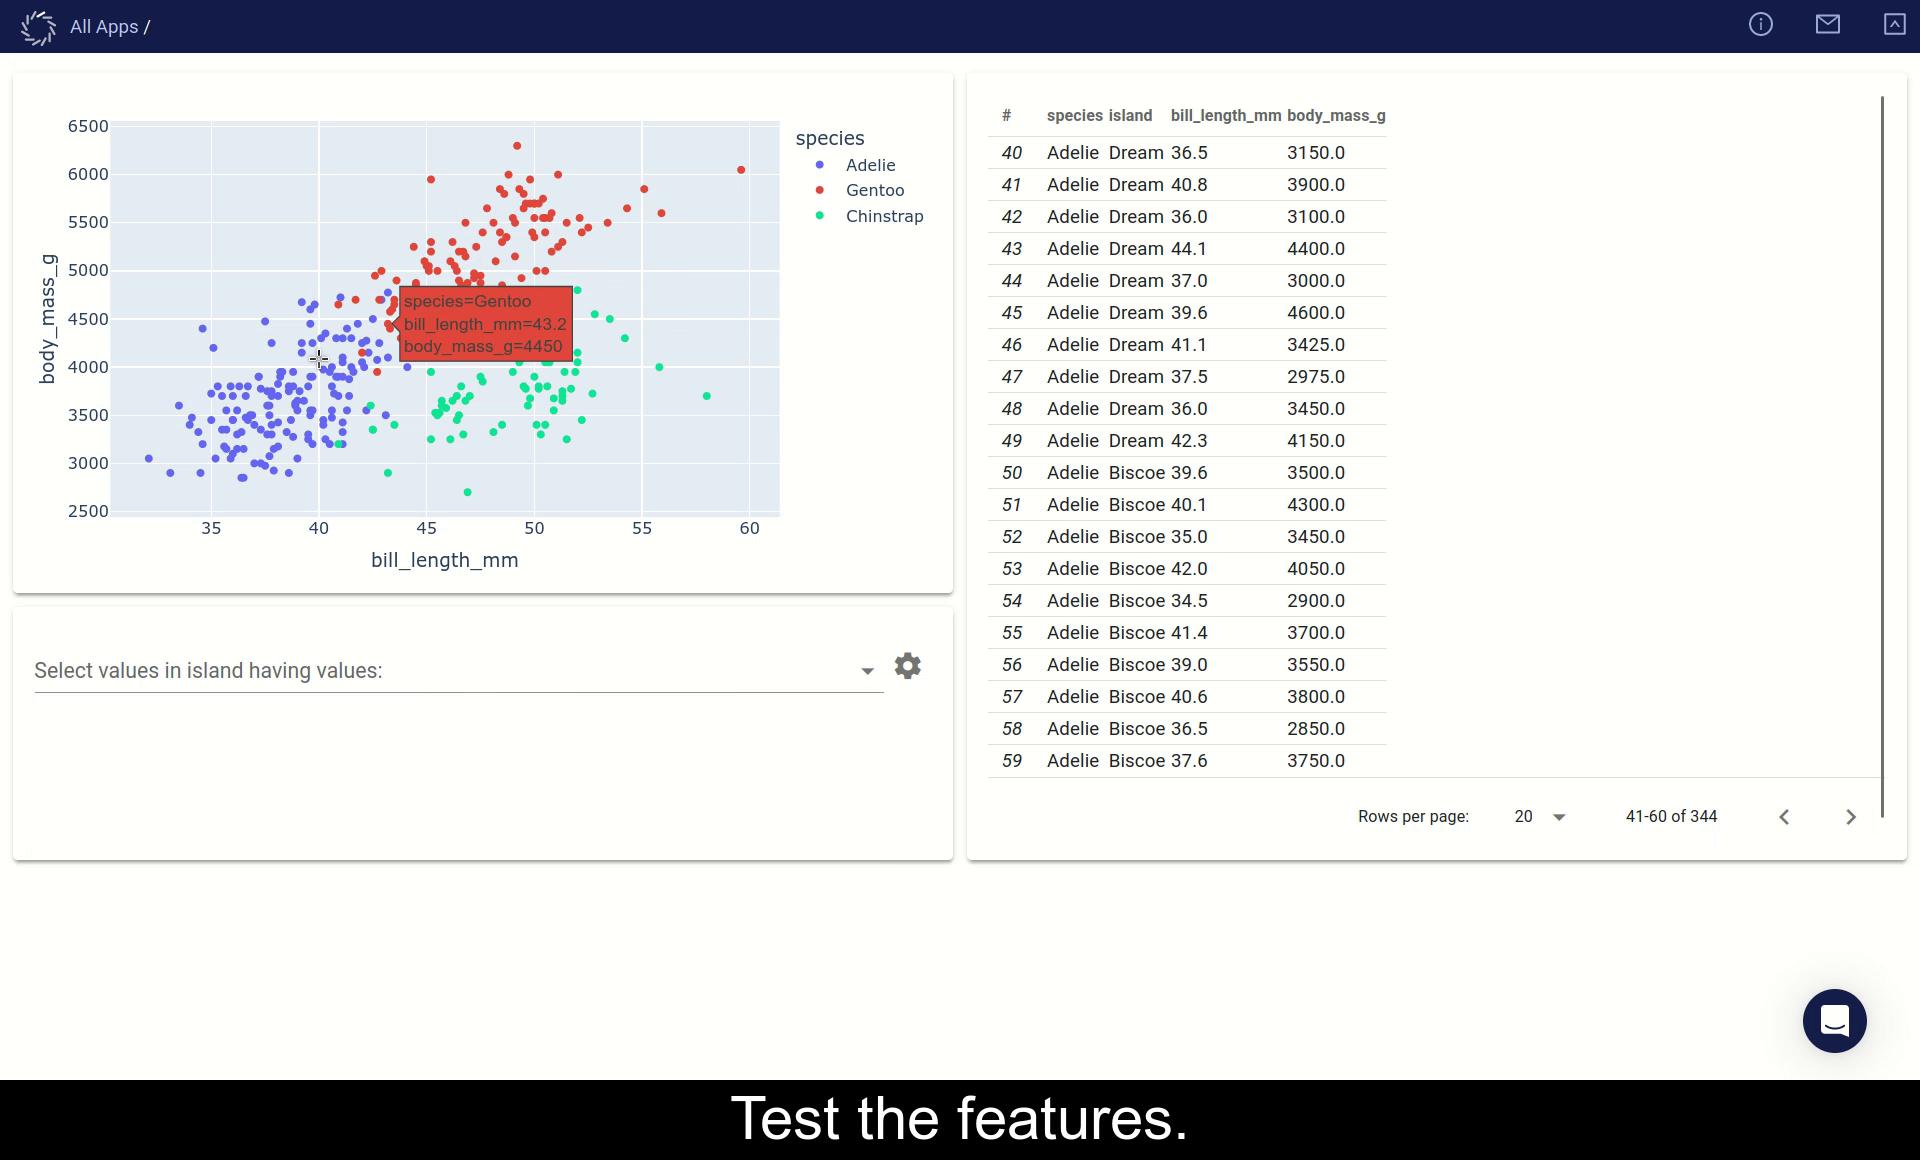 All Apps /
6500
6000
5500
5000
4500
4000
3500
3000
2500
body_mass_g
35 40 45 50 55 60
bill_length_mm
species
Adelie
Gentoo
Chinstrap
species=Gentoo
bill_length_mm=43.2
body_mass_g=4450
Select values in island having values:
# species island bill_length_mm body_mass_g
40 Adelie Dream 36.5 3150.0
41 Adelie Dream 40.8 3900.0
42 Adelie Dream 36.0 3100.0
43 Adelie Dream 44.1 4400.0
44 Adelie Dream 37.0 3000.0
45 Adelie Dream 39.6 4600.0
46 Adelie Dream 41.1 3425.0
47 Adelie Dream 37.5 2975.0
48 Adelie Dream 36.0 3450.0
49 Adelie Dream 42.3 4150.0
50 Adelie Biscoe 39.6 3500.0
51 Adelie Biscoe 40.1 4300.0
52 Adelie Biscoe 35.0 3450.0
53 Adelie Biscoe 42.0 4050.0
54 Adelie Biscoe 34.5 2900.0
55 Adelie Biscoe 41.4 3700.0
56 Adelie Biscoe 39.0 3550.0
57 Adelie Biscoe 40.6 3800.0
58 Adelie Biscoe 36.5 2850.0
59 Adelie Biscoe 37.6 3750.0
Rows per page: 20 41-60 of 344
Test the features.